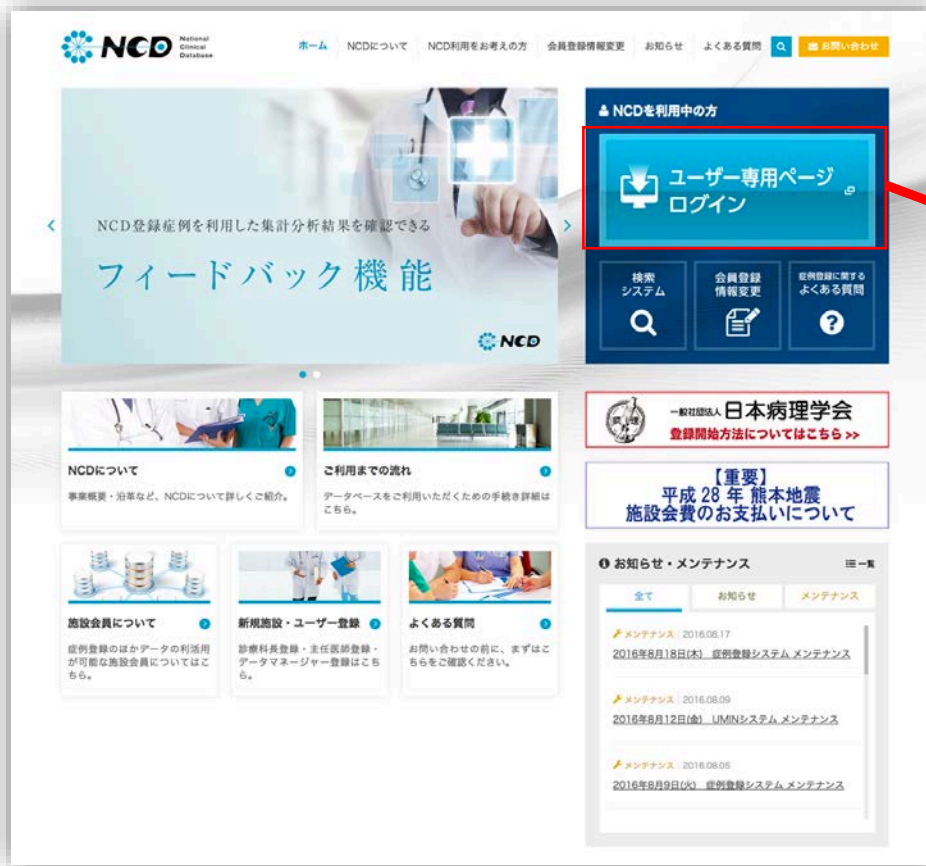 NCD National
Clinical
Database
ホーム NCDについて NCD利用をお考えの方 会員登録情報変更 お知らせ よくある質問 お問い合わせ
NCD登録症例を利用した集計分析結果を確認できる
フィードバック機能
NCD
NCDを利用中の方
ユーザー専用ページ
ログイン
検索
システム
会員登録
情報変更
症例登録に関する
よくある質問
一般社団法人 日本病理学会
登録開始方法についてはこちら >>
【重要】
平成 28 年 熊本地震
施設会費のお支払いについて
NCDについて
事業概要・沿革など、NCDについて詳しくご紹介。
ご利用までの流れ
データベースをご利用いただくための手続き詳細は
こちら。
施設会員について
症例登録のほかデータの利活用
が可能な施設会員についてはこ
ちら。
新規施設・ユーザー登録
診療科長登録・主任医師登録・
データマネージャー登録はこち
ら。
よくある質問
お問い合わせの前に、まずはこ
ちらをご確認ください。
お知らせ・メンテナンス 一覧
全て お知らせ メンテナンス
メンテナンス 2016.08.17
2016年8月18日(木) 症例登録システム メンテナンス
メンテナンス 2016.08.09
2016年8月12日(金) UMINシステム メンテナンス
メンテナンス 2016.08.05
2016年8月9日(火) 症例登録システム メンテナンス